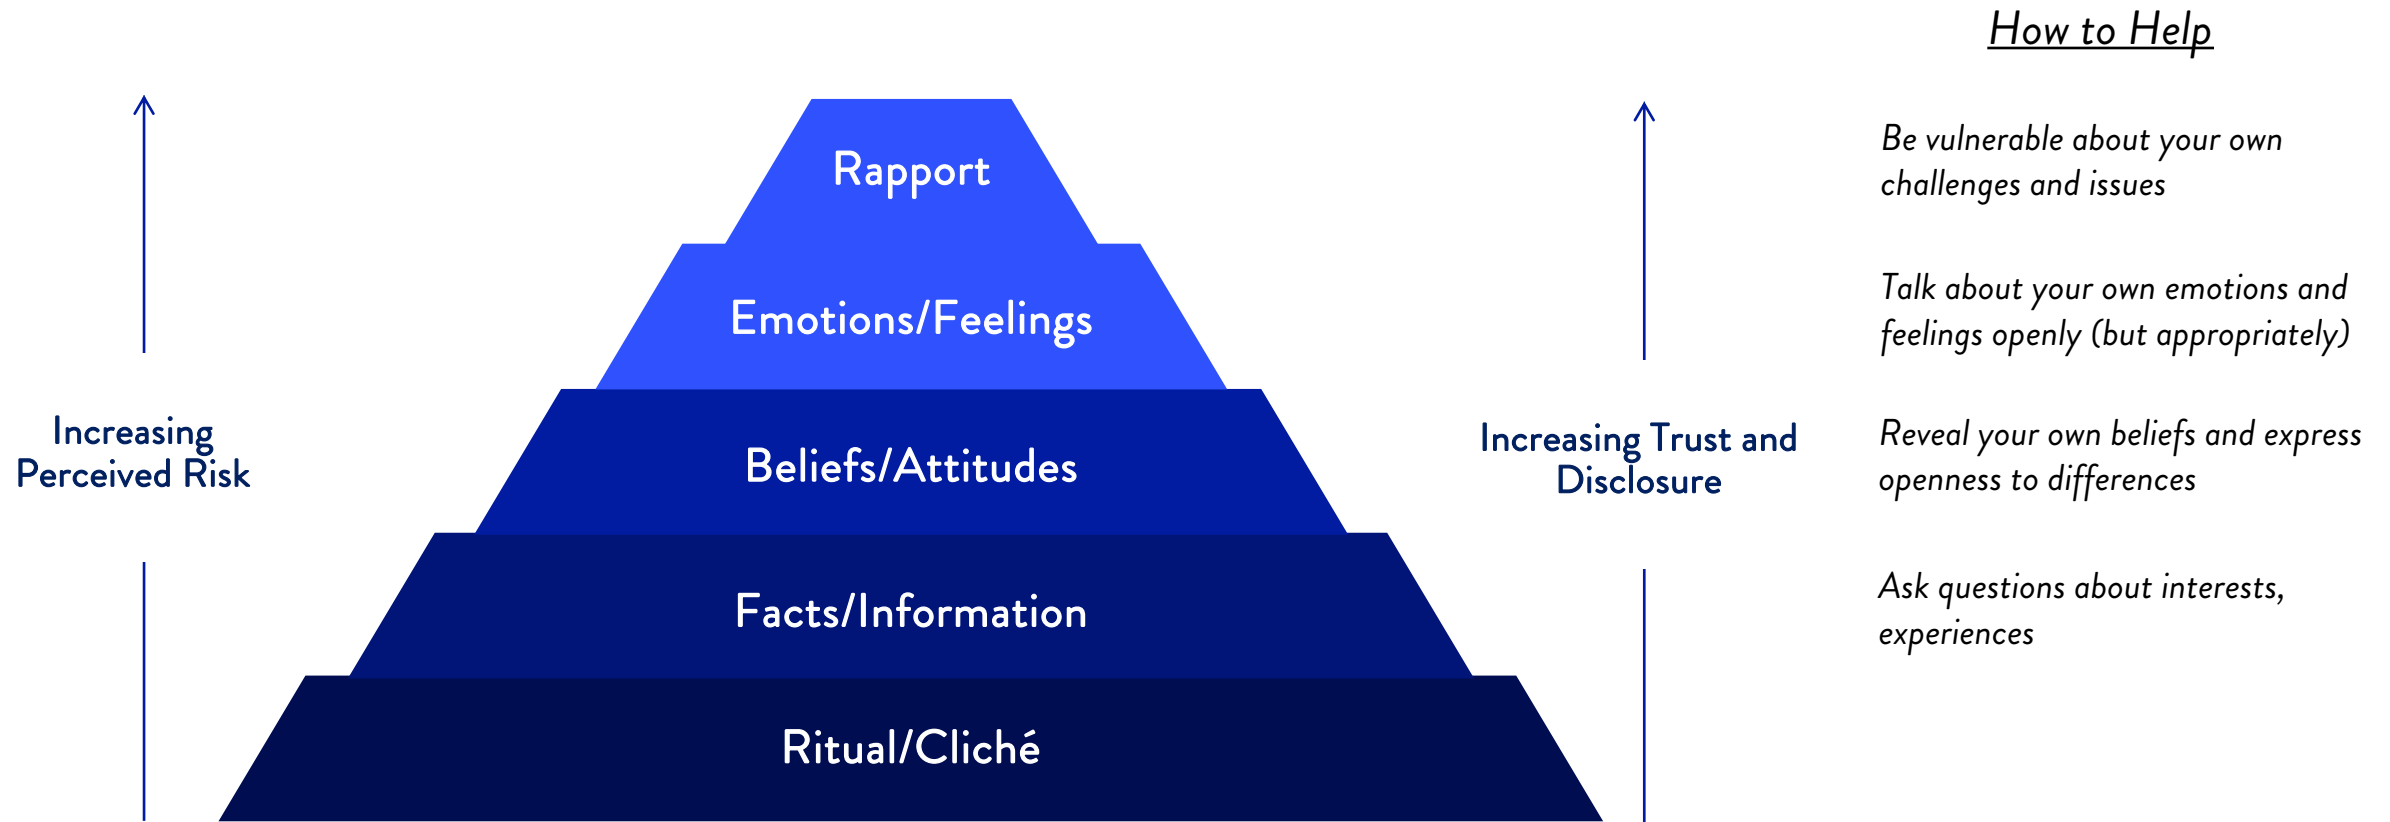 How to Help
Rapport
Be vulnerable about your own
challenges and issues
Emotions/Feelings
Talk about your own emotions and
feelings openly (but appropriately)
Increasing
Perceived Risk
Beliefs/Attitudes
Increasing Trust and
Disclosure
Reveal your own beliefs and express
openness to differences
Facts/Information
Ask questions about interests,
experiences
Ritual/Cliché